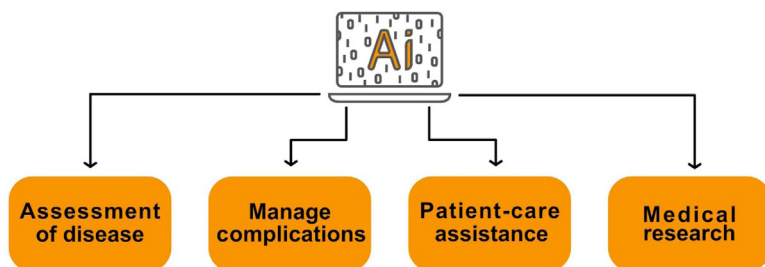 Ai
Assessment
of disease
Manage
complications
Patient-care
assistance
Medical
research